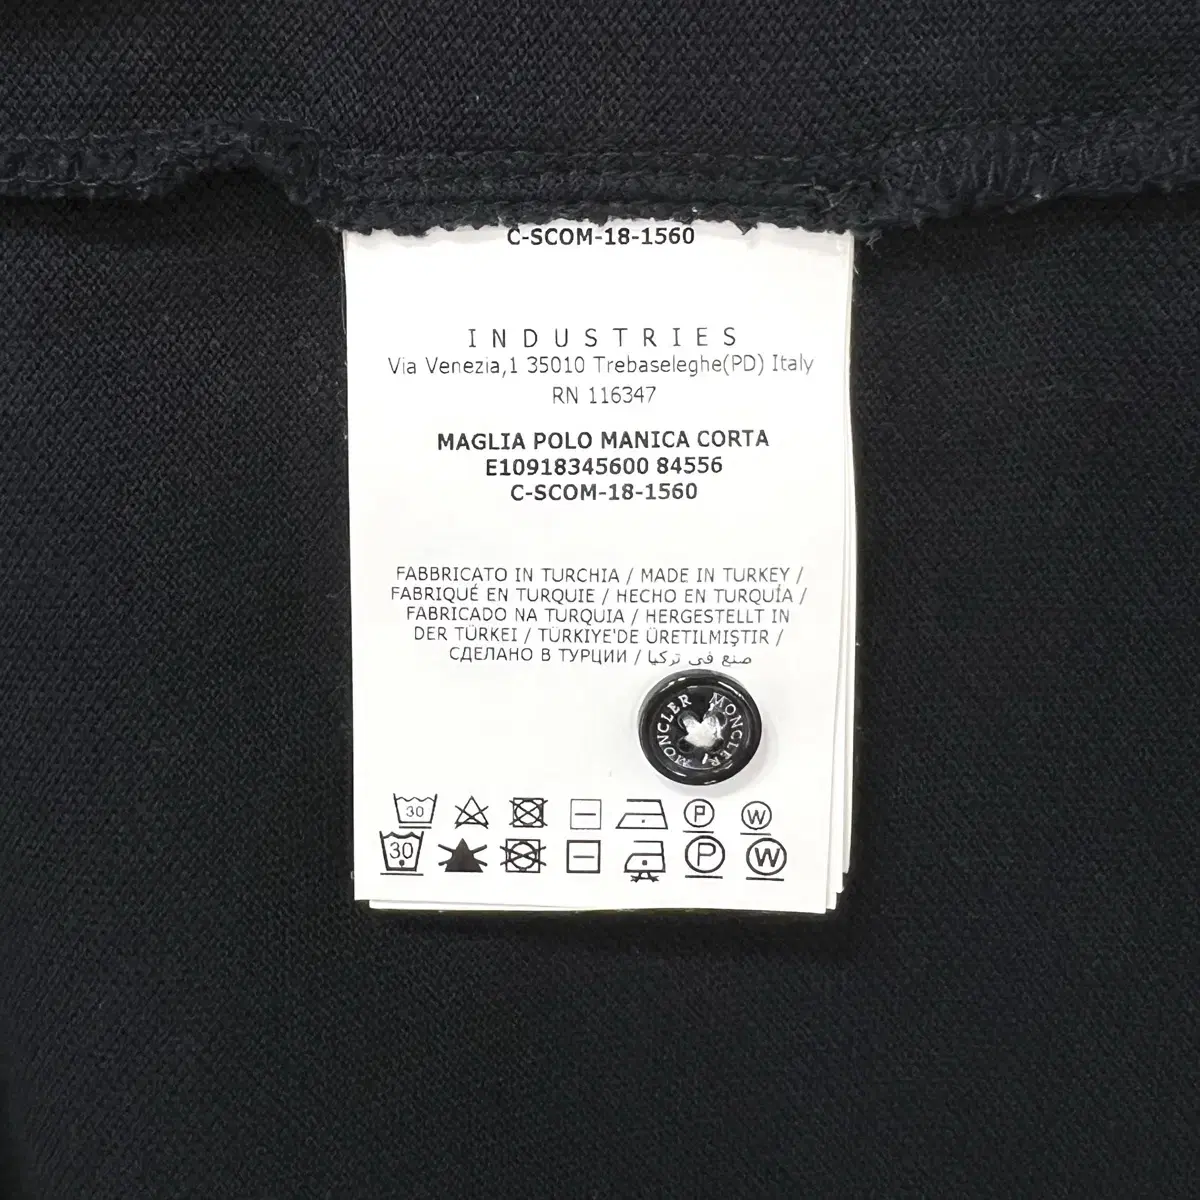 C-SCOM-18-1560
INDUSTRIES
Via Venezia,1 35010 Trebaseleghe(PD) Italy
RN 116347
MAGLIA POLO MANICA CORTA
E10918345600 84556
C-SCOM-18-1560
FABBRICATO IN TURCHIA / MADE IN TURKEY /
FABRIQUÉ EN TURQUIE / HECHO EN TURQUÍA /
FABRICADO NA TURQUIA / HERGESTELLT IN
DER TÜRKEI / TÜRKIYE'DE ÜRETILMIŞTIR /
СДЕЛАНО В ТУРЦИИ / صنع في تركيا
MONCLER MONCLER
30 P W
30 P W